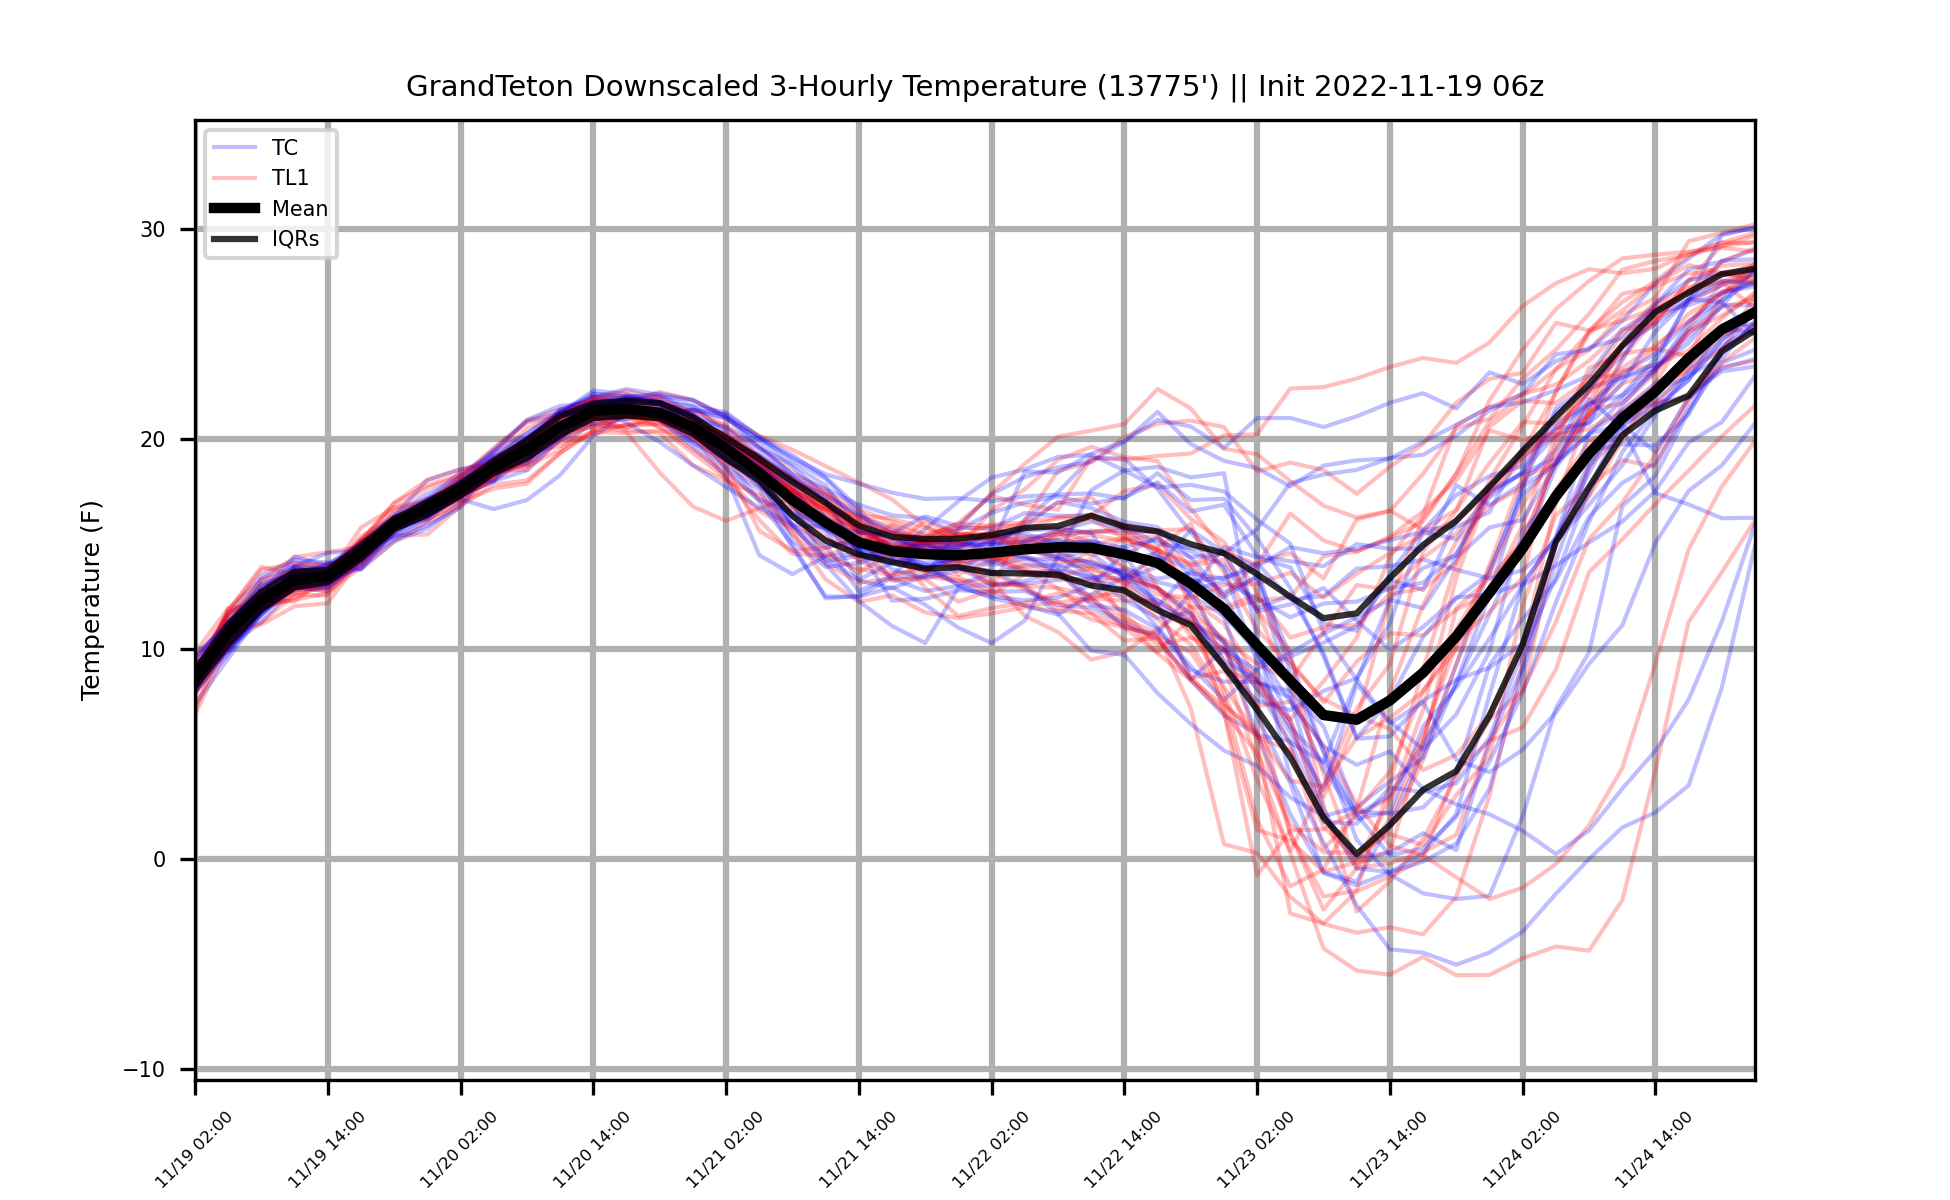 GrandTeton Downscaled 3-Hourly Temperature (13775') || Init 2022-11-19 06z
TC
TL1
Mean
IQRs
Temperature (F)
30
20
10
0
−10
11/19 02:00
11/19 14:00
11/20 02:00
11/20 14:00
11/21 02:00
11/21 14:00
11/22 02:00
11/22 14:00
11/23 02:00
11/23 14:00
11/24 02:00
11/24 14:00